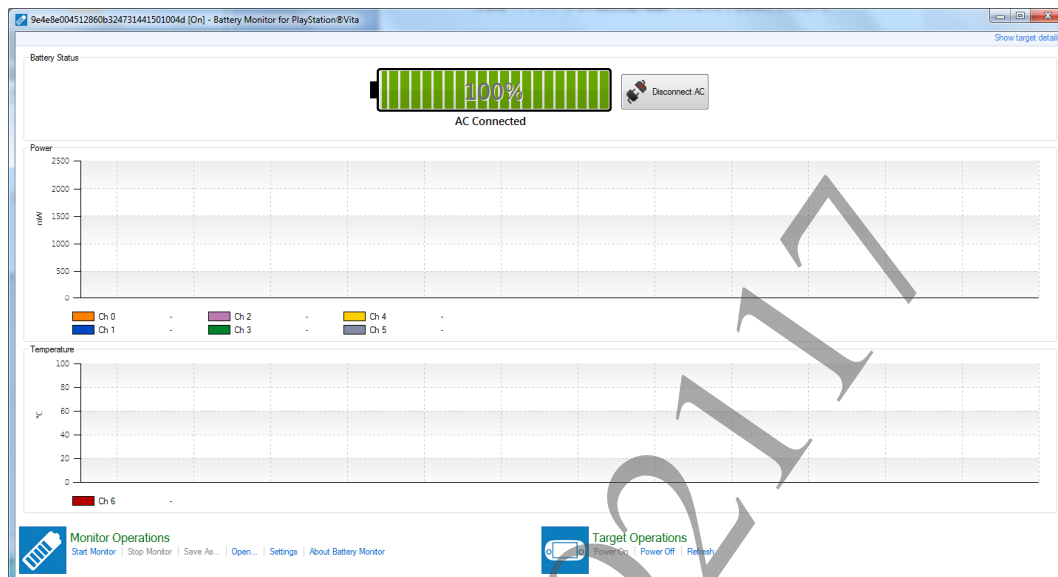 9e4e8e004512860b324731441501004d [On] - Battery Monitor for PlayStation®Vita
Show target detail
Battery Status
100%
Disconnect AC
AC Connected
Power
2500
2000
mW
1500
1000
500
0
Ch 0 - Ch 2 - Ch 4 -
Ch 1 - Ch 3 - Ch 5 -
Temperature
100
80
°C
60
40
20
0
Ch 6 -
Monitor Operations
Start Monitor | Stop Monitor | Save As... | Open... | Settings | About Battery Monitor
Target Operations
Power On | Power Off | Refresh
2117